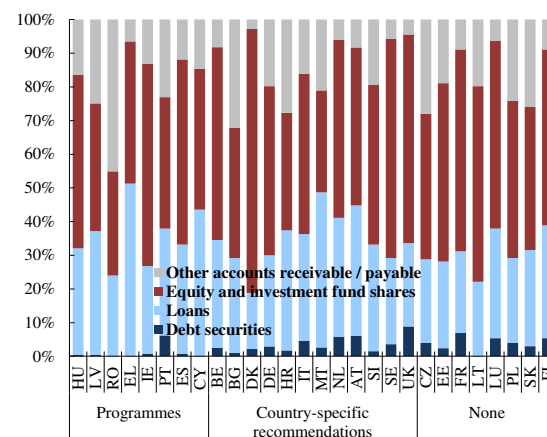 100%
90%
80%
70%
60%
50%
40%
30%
20%
10%
0%
Other accounts receivable / payable
Equity and investment fund shares
Loans
Debt securities
HU LV RO EL IE PT ES CY BE BG DK DE HR IT MT NL AT SI SE UK CZ EE FR LT LU PL SK
Programmes
Country-specific
recommendations
None